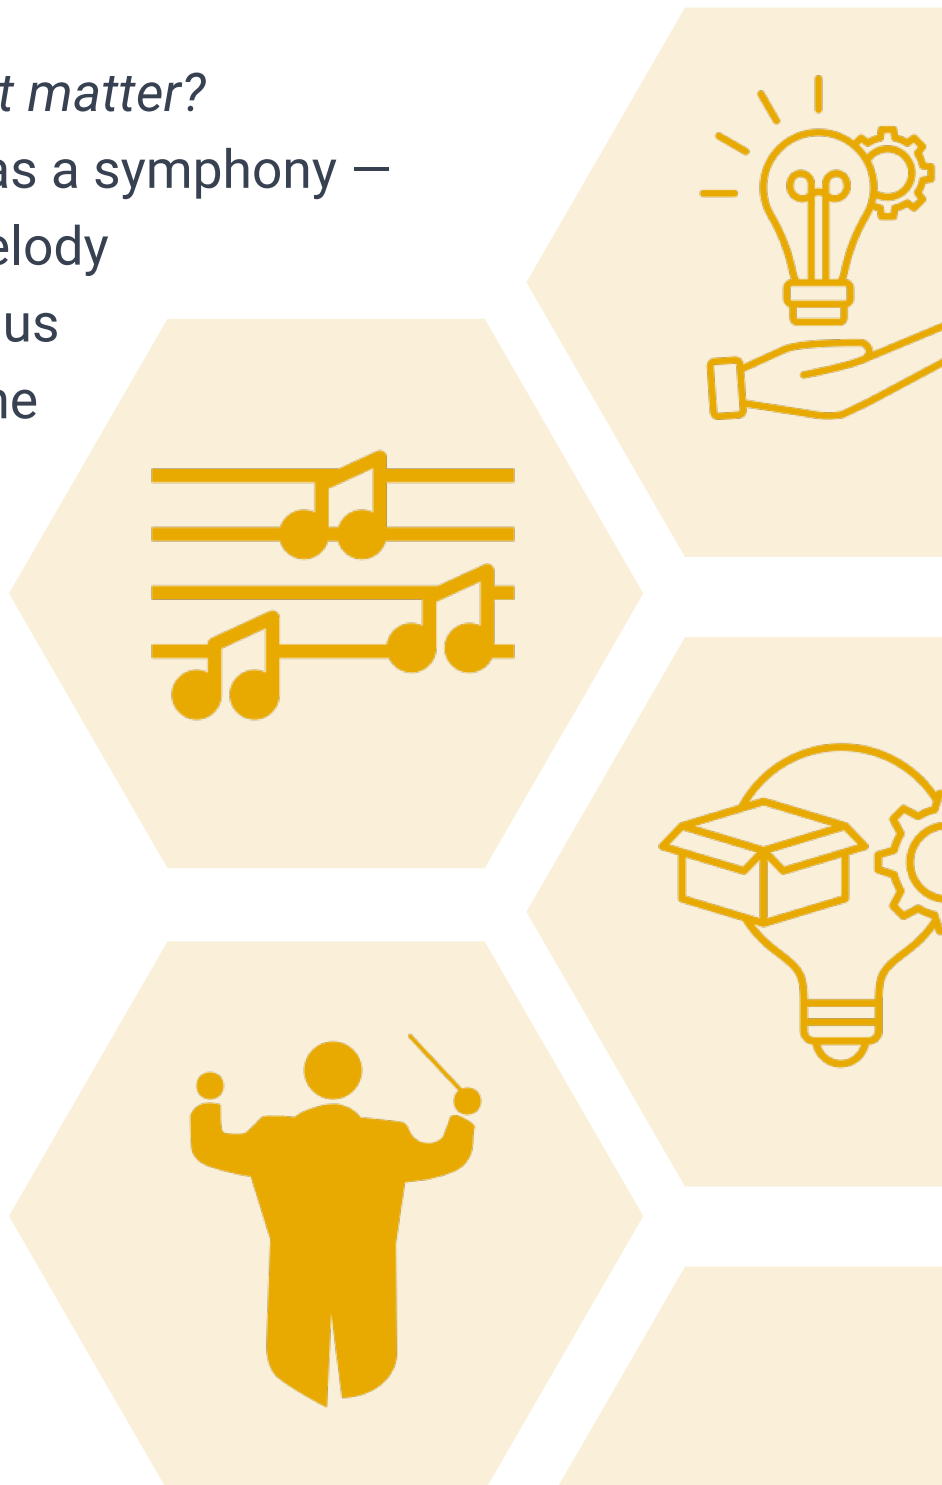 t matter?
as a symphony —
elody
us
ne